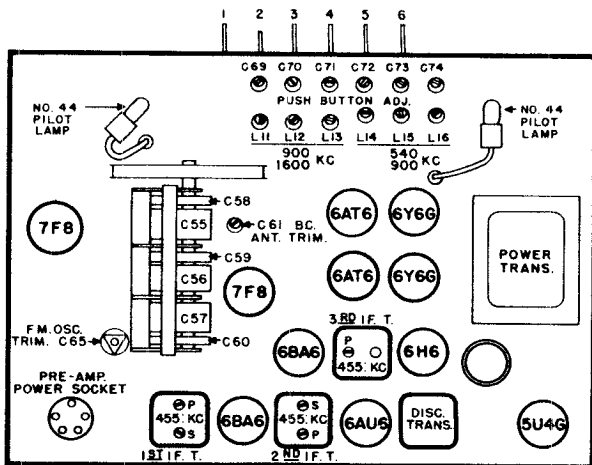 1 2 3 4 5 6
C69 C70 C71 C72 C73 C74
PUSH BUTTON ADJ.
L11 L12 L13 L14 L15 L16
900 540
1600 KC 900 KC
NO. 44
PILOT
LAMP
NO. 44
PILOT
LAMP
C58
C55
C61 B.C.
ANT. TRIM.
C59
C56
C57
C60
7F8
7F8
6AT6 6Y6G
6AT6 6Y6G
POWER
TRANS.
F.M. OSC.
TRIM. C65
3RD I.F. T.
P
455 KC
6BA6
6H6
PRE-AMP.
POWER SOCKET
P
455 KC
S
1ST I.F. T.
6BA6
S
455 KC
P
2ND I.F. T.
6AU6
DISC.
TRANS.
5U4G